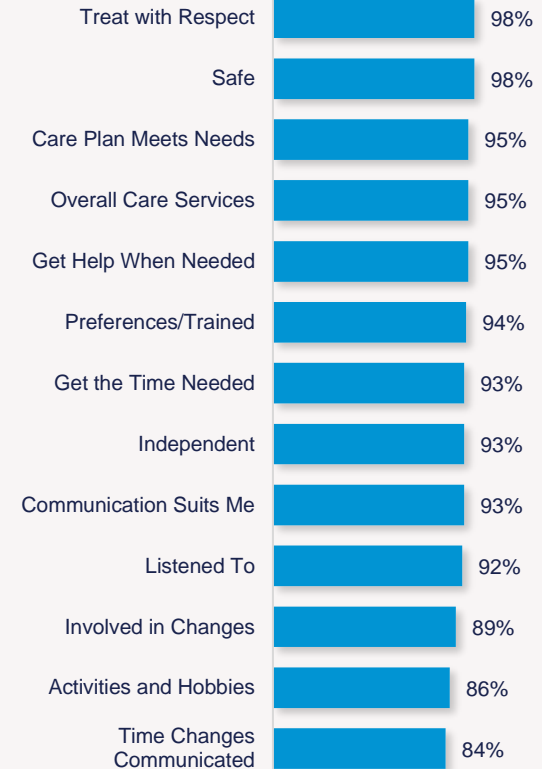 Treat with Respect 98%
Safe 98%
Care Plan Meets Needs 95%
Overall Care Services 95%
Get Help When Needed 95%
Preferences/Trained 94%
Get the Time Needed 93%
Independent 93%
Communication Suits Me 93%
Listened To 92%
Involved in Changes 89%
Activities and Hobbies 86%
Time Changes
Communicated 84%